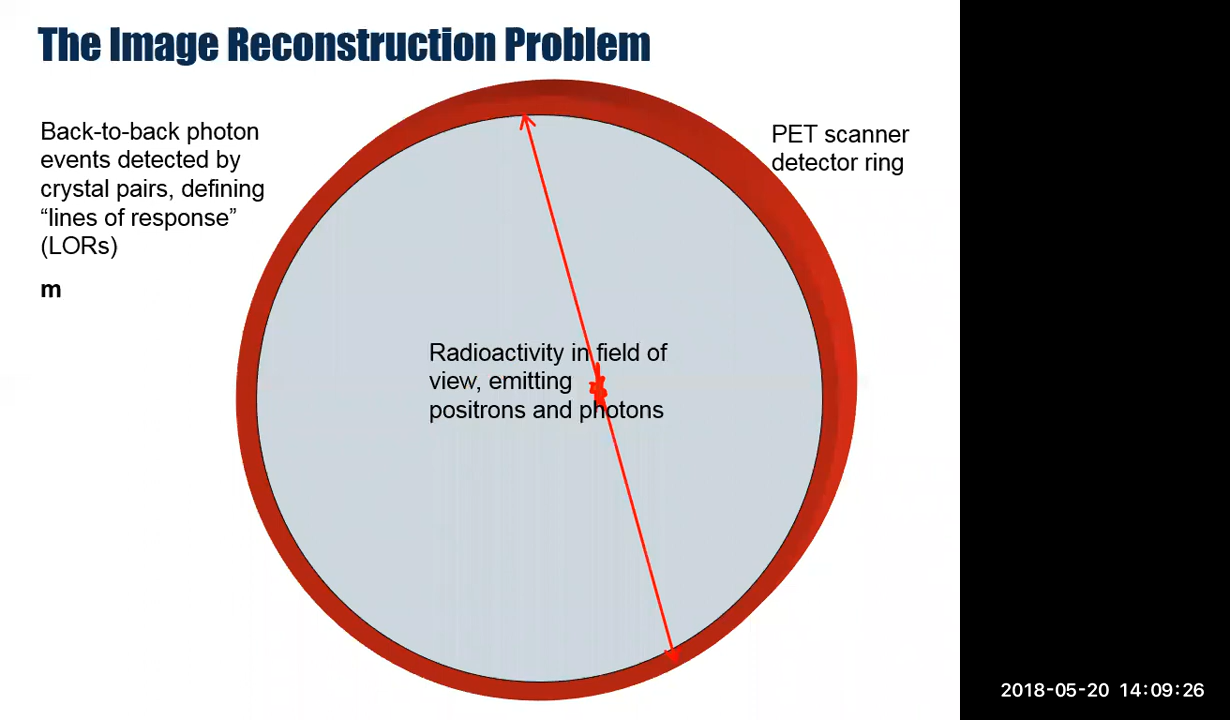 The Image Reconstruction Problem
Back-to-back photon
events detected by
crystal pairs, defining
“lines of response”
(LORs)
m
PET scanner
detector ring
Radioactivity in field of
view, emitting
positrons and photons
2018-05-20 14:09:26